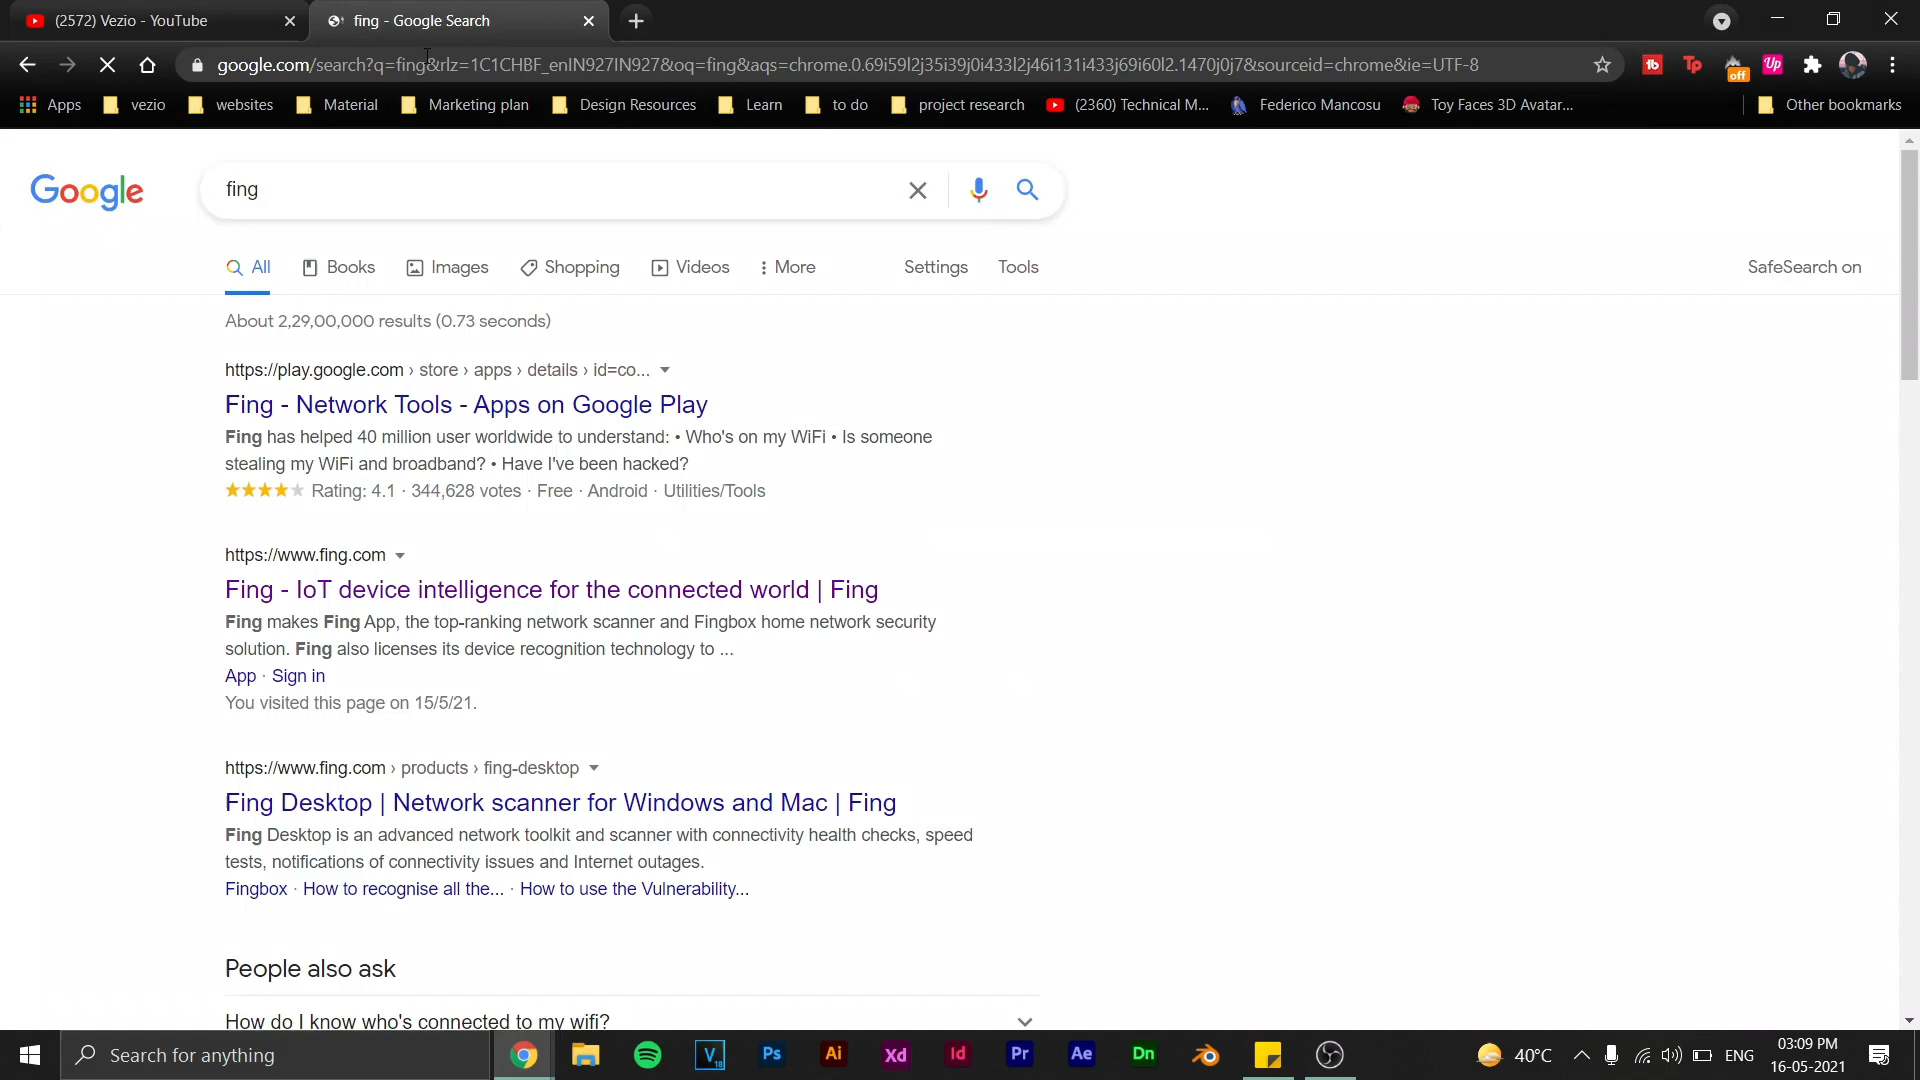 (2572) Vezio - YouTube
fing - Google Search
google.com/search?q=fing&rlz=1C1CHBF_enIN927IN927&oq=fing&aqs=chrome.0.69i59l2j35i39j0i433l2j46i131i433j69i60l2.1470j0j7&sourceid=chrome&ie=UTF-8
off
Up
Apps
vezio
websites
Material
Marketing plan
Design Resources
Learn
to do
project research
(2360) Technical M...
Federico Mancosu
Toy Faces 3D Avatar...
Other bookmarks
Google
fing
All
Books
Images
Shopping
Videos
More
Settings
Tools
SafeSearch on
About 2,29,00,000 results (0.73 seconds)
https://play.google.com › store › apps › details › id=co...
Fing - Network Tools - Apps on Google Play
Fing has helped 40 million user worldwide to understand: • Who's on my WiFi • Is someone
stealing my WiFi and broadband? • Have I've been hacked?
Rating: 4.1 · 344,628 votes · Free · Android · Utilities/Tools
https://www.fing.com
Fing - IoT device intelligence for the connected world | Fing
Fing makes Fing App, the top-ranking network scanner and Fingbox home network security
solution. Fing also licenses its device recognition technology to ...
App · Sign in
You visited this page on 15/5/21.
https://www.fing.com › products › fing-desktop
Fing Desktop | Network scanner for Windows and Mac | Fing
Fing Desktop is an advanced network toolkit and scanner with connectivity health checks, speed
tests, notifications of connectivity issues and Internet outages.
Fingbox · How to recognise all the... · How to use the Vulnerability...
People also ask
How do I know who's connected to my wifi?
Search for anything
V
18
Ps
Ai
Xd
Id
Pr
Ae
Dn
40°C
ENG
03:09 PM
16-05-2021